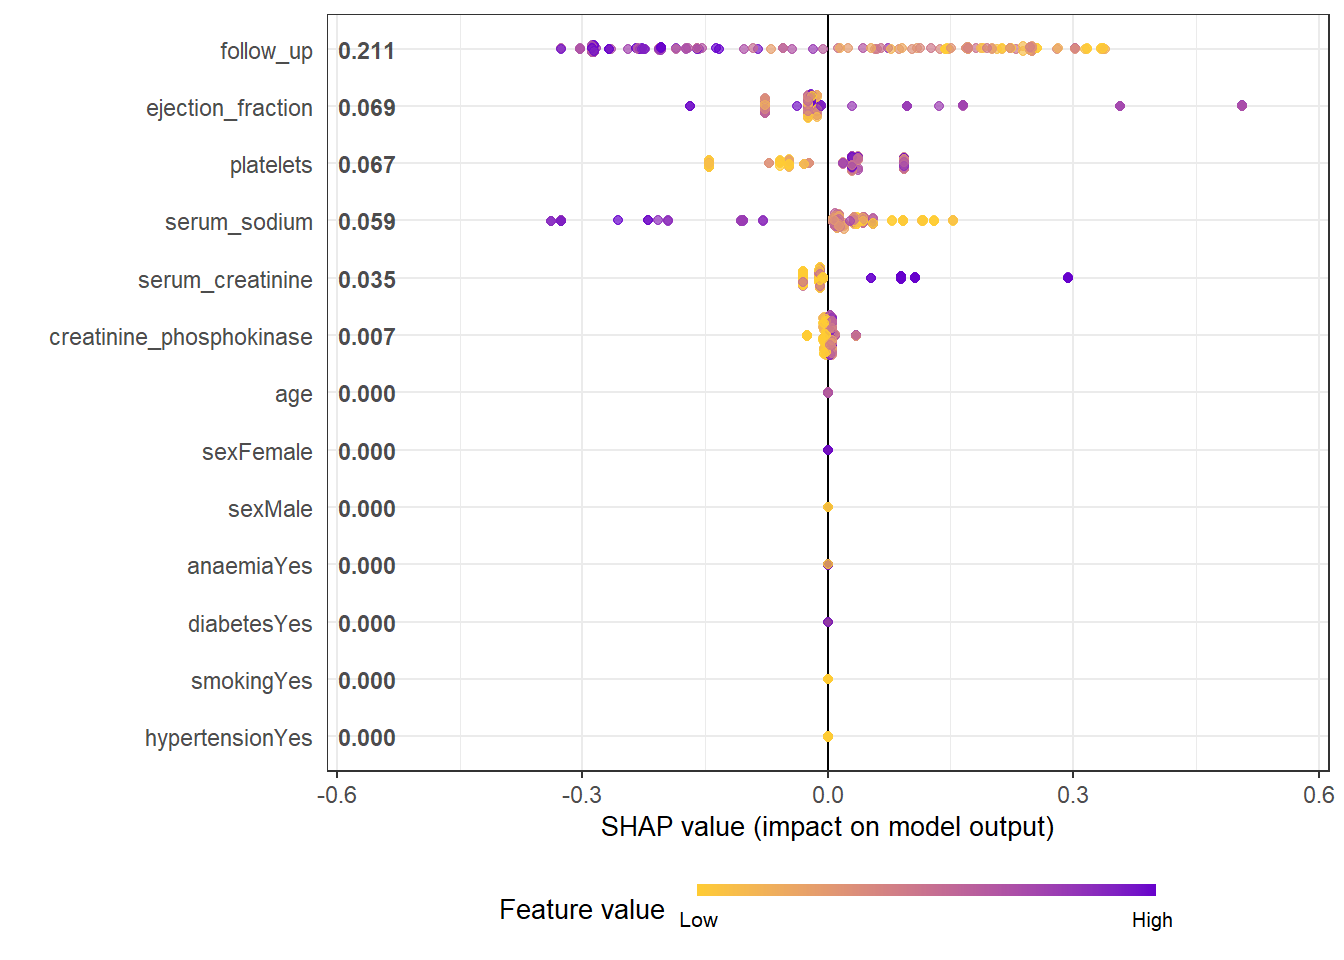 follow_up 0.211
ejection_fraction 0.069
platelets 0.067
serum_sodium 0.059
serum_creatinine 0.035
creatinine_phosphokinase 0.007
age 0.000
sexFemale 0.000
sexMale 0.000
anaemiaYes 0.000
diabetesYes 0.000
smokingYes 0.000
hypertensionYes 0.000
-0.6 -0.3 0.0 0.3 0.6
SHAP value (impact on model output)
Feature value
Low High